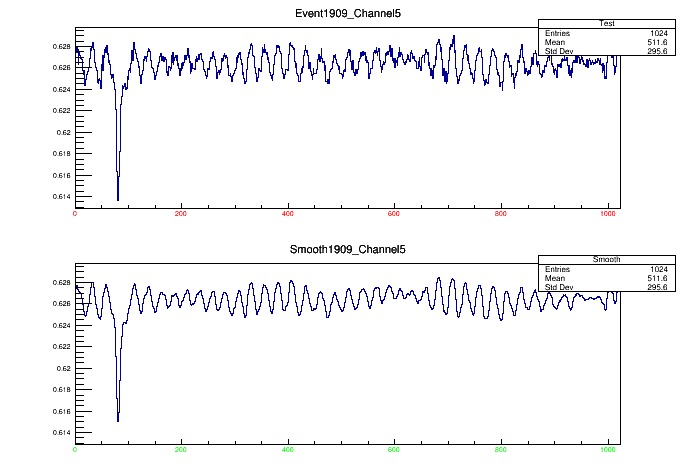 Event1909_Channel5
Test
Entries 1024
Mean 511.6
Std Dev 295.6
0.628
0.626
0.624
0.622
0.62
0.618
0.616
0.614
0 200 400 600 800 1000
Smooth1909_Channel5
Smooth
Entries 1024
Mean 511.6
Std Dev 295.6
0.628
0.626
0.624
0.622
0.62
0.618
0.616
0.614
0 200 400 600 800 1000